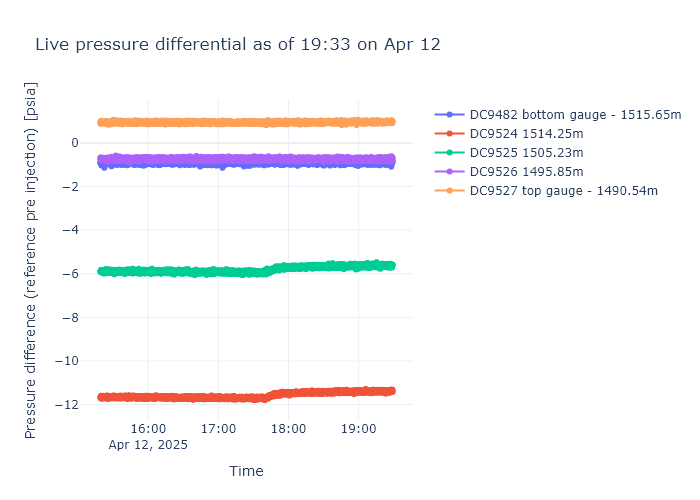 Live pressure differential as of 19:33 on Apr 12
Pressure difference (reference pre injection) [psia]
0
−2
−4
−6
−8
−10
−12
16:00
17:00
18:00
19:00
Apr 12, 2025
Time
DC9482 bottom gauge - 1515.65m
DC9524 1514.25m
DC9525 1505.23m
DC9526 1495.85m
DC9527 top gauge - 1490.54m